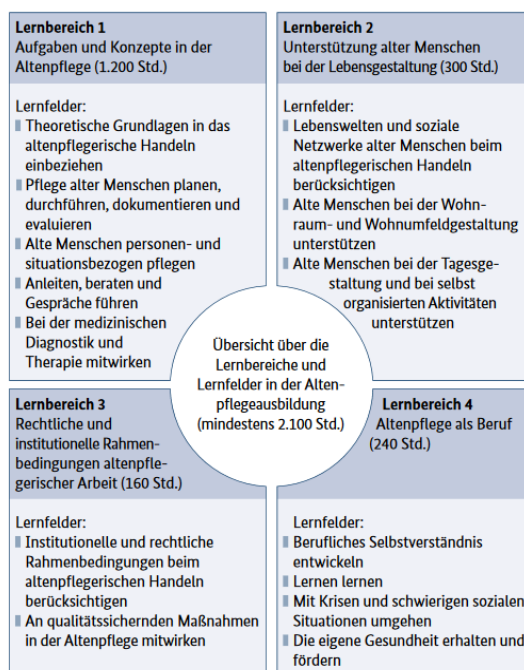 Lernbereich 1
Aufgaben und Konzepte in der
Altenpflege (1.200 Std.)
Lernfelder:
Theoretische Grundlagen in das
altenpflegerische Handeln
einbeziehen
Pflege alter Menschen planen,
durchführen, dokumentieren und
evaluieren
Alte Menschen personen- und
situationsbezogen pflegen
Anleiten, beraten und
Gespräche führen
Bei der medizinischen
Diagnostik und
Therapie mitwirken
Lernbereich 2
Unterstützung alter Menschen
bei der Lebensgestaltung (300 Std.)
Lernfelder:
Lebenswelten und soziale
Netzwerke alter Menschen beim
altenpflegerischen Handeln
berücksichtigen
Alte Menschen bei der Wohn-
raum- und Wohnumfeldgestaltung
unterstützen
Alte Menschen bei der Tagesge-
staltung und bei selbst
organisierten Aktivitäten
unterstützen
Übersicht über die
Lernbereiche und
Lernfelder in der Alten-
pflegeausbildung
(mindestens 2.100 Std.)
Lernbereich 3
Rechtliche und
institutionelle Rahmen-
bedingungen altenpfle-
gerischer Arbeit (160 Std.)
Lernfelder:
Institutionelle und rechtliche
Rahmenbedingungen beim
altenpflegerischen Handeln
berücksichtigen
An qualitätssichernden Maßnahmen
in der Altenpflege mitwirken
Lernbereich 4
Altenpflege als Beruf
(240 Std.)
Lernfelder:
Berufliches Selbstverständnis
entwickeln
Lernen lernen
Mit Krisen und schwierigen sozialen
Situationen umgehen
Die eigene Gesundheit erhalten und
fördern